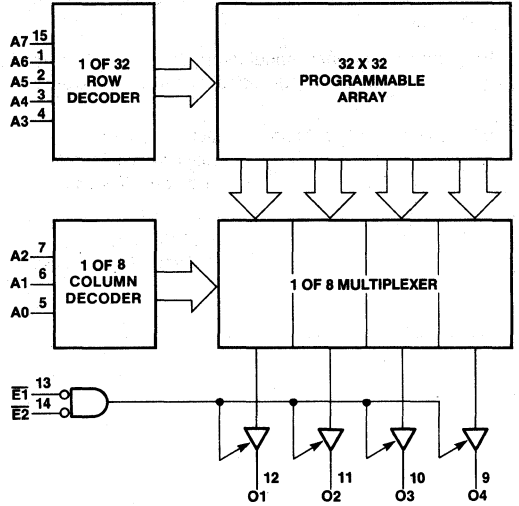 A7 15
A6 1
A5 2
A4 3
A3 4
1 OF 32
ROW
DECODER
32 X 32
PROGRAMMABLE
ARRAY
A2 7
A1 6
A0 5
1 OF 8
COLUMN
DECODER
1 OF 8 MULTIPLEXER
E1 13
E2 14
12 11 10 9
O1 O2 O3 O4